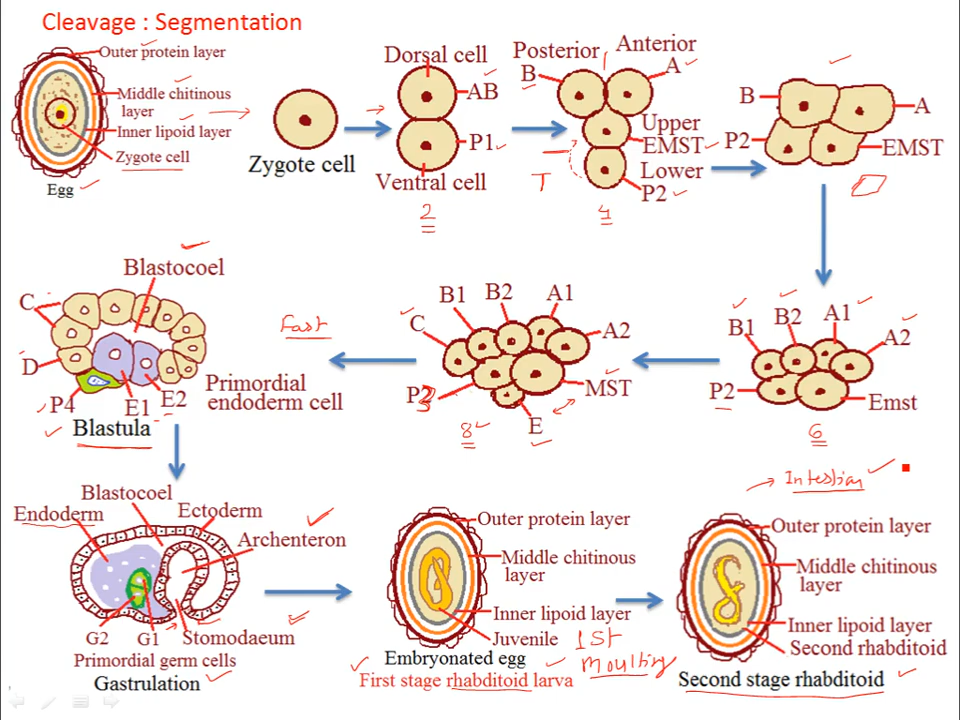 Cleavage : Segmentation
Outer protein layer
Middle chitinous
layer
Inner lipoid layer
Zygote cell
Egg
Zygote cell
Dorsal cell
AB
P1
Ventral cell
2
Posterior
Anterior
B
A
Upper
EMST
Lower
P2
T
4
B
A
P2
EMST
Blastocoel
C
D
P4
E1
E2
Primordial
endoderm cell
Blastula
Fast
B1
B2
A1
C
A2
P3
MST
E
8
B1
B2
A1
A2
P2
Emst
6
Blastocoel
Endoderm
Ectoderm
Archenteron
G2
G1
Stomodaeum
Primordial germ cells
Gastrulation
Outer protein layer
Middle chitinous
layer
Inner lipoid layer
Juvenile
Embryonated egg
First stage rhabditoid larva
1ST
Moulting
Outer protein layer
Middle chitinous
layer
Inner lipoid layer
Second rhabditoid
Second stage rhabditoid